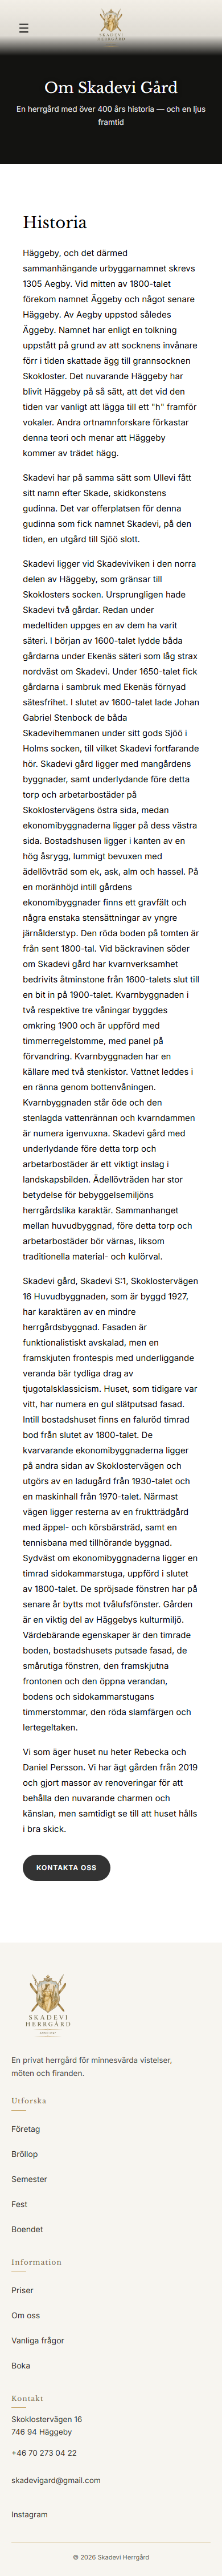 ☰
SKADEVI
HERRGÅRD
Om Skadevi Gård
En herrgård med över 400 års historia — och en ljus
framtid
Historia
Häggeby, och det därmed
sammanhängande urbyggarnamnet skrevs
1305 Aegby. Vid mitten av 1800-talet
förekom namnet Äggeby och något senare
Häggeby. Av Aegby uppstod således
Äggeby. Namnet har enligt en tolkning
uppstått på grund av att socknens invånare
förr i tiden skattade ägg till grannsocknen
Skokloster. Det nuvarande Häggeby har
blivit Häggeby på så sätt, att det vid den
tiden var vanligt att lägga till ett "h" framför
vokaler. Andra ortnamnforskare förkastar
denna teori och menar att Häggeby
kommer av trädet hägg.
Skadevi har på samma sätt som Ullevi fått
sitt namn efter Skade, skidkonstens
gudinna. Det var offerplatsen för denna
gudinna som fick namnet Skadevi, på den
tiden, en utgård till Sjöö slott.
Skadevi ligger vid Skadeviviken i den norra
delen av Häggeby, som gränsar till
Skoklosters socken. Ursprungligen hade
Skadevi två gårdar. Redan under
medeltiden uppges en av dem ha varit
säteri. I början av 1600-talet lydde båda
gårdarna under Ekenäs säteri som låg strax
nordväst om Skadevi. Under 1650-talet fick
gårdarna i sambruk med Ekenäs förnyad
sätesfrihet. I slutet av 1600-talet lade Johan
Gabriel Stenbock de båda
Skadevihemmanen under sitt gods Sjöö i
Holms socken, till vilket Skadevi fortfarande
hör. Skadevi gård ligger med mangårdens
byggnader, samt underlydande före detta
torp och arbetarbostäder på
Skoklostervägens östra sida, medan
ekonomibyggnaderna ligger på dess västra
sida. Bostadshusen ligger i kanten av en
hög åsrygg, lummigt bevuxen med
ädellövträd som ek, ask, alm och hassel. På
en moränhöjd intill gårdens
ekonomibyggnader finns ett gravfält och
några enstaka stensättningar av yngre
järnålderstyp. Den röda boden på tomten är
från sent 1800-tal. Vid bäckravinen söder
om Skadevi gård har kvarnverksamhet
bedrivits åtminstone från 1600-talets slut till
en bit in på 1900-talet. Kvarnbyggnaden i
två respektive tre våningar byggdes
omkring 1900 och är uppförd med
timmerregelstomme, med panel på
förvandring. Kvarnbyggnaden har en
källare med två stenkistor. Vattnet leddes i
en ränna genom bottenvåningen.
Kvarnbyggnaden står öde och den
stenlagda vattenrännan och kvarndammen
är numera igenvuxna. Skadevi gård med
underlydande före detta torp och
arbetarbostäder är ett viktigt inslag i
landskapsbilden. Ädellövträden har stor
betydelse för bebyggelsemiljöns
herrgårdslika karaktär. Sammanhanget
mellan huvudbyggnad, före detta torp och
arbetarbostäder bör värnas, liksom
traditionella material- och kulörval.
Skadevi gård, Skadevi S:1, Skoklostervägen
16 Huvudbyggnaden, som är byggd 1927,
har karaktären av en mindre
herrgårdsbyggnad. Fasaden är
funktionalistiskt avskalad, men en
framskjuten frontespis med underliggande
veranda bär tydliga drag av
tjugotalsklassicism. Huset, som tidigare var
vitt, har numera en gul slätputsad fasad.
Intill bostadshuset finns en faluröd timrad
bod från slutet av 1800-talet. De
kvarvarande ekonomibyggnaderna ligger
på andra sidan av Skoklostervägen och
utgörs av en ladugård från 1930-talet och
en maskinhall från 1970-talet. Närmast
vägen ligger resterna av en fruktträdgård
med äppel- och körsbärsträd, samt en
tennisbana med tillhörande byggnad.
Sydväst om ekonomibyggnaderna ligger en
timrad sidokammarstuga, uppförd i slutet
av 1800-talet. De spröjsade fönstren har på
senare år bytts mot tvålufsfönster. Gården
är en viktig del av Häggebys kulturmiljö.
Värdebärande egenskaper är den timrade
boden, bostadshusets putsade fasad, de
smårutiga fönstren, den framskjutna
frontonen och den öppna verandan,
bodens och sidokammarstugans
timmerstommar, den röda slamfärgen och
lertegeltaken.
Vi som äger huset nu heter Rebecka och
Daniel Persson. Vi har ägt gården från 2019
och gjort massor av renoveringar för att
behålla den nuvarande charmen och
känslan, men samtidigt se till att huset hålls
i bra skick.
KONTAKTA OSS
SKADEVI
HERRGÅRD
En privat herrgård för minnesvärda vistelser,
möten och firanden.
Utforska
Företag
Bröllop
Semester
Fest
Boendet
Information
Priser
Om oss
Vanliga frågor
Boka
Kontakt
Skoklostervägen 16
746 94 Häggeby
+46 70 273 04 22
skadevigard@gmail.com
Instagram
© 2026 Skadevi Herrgård